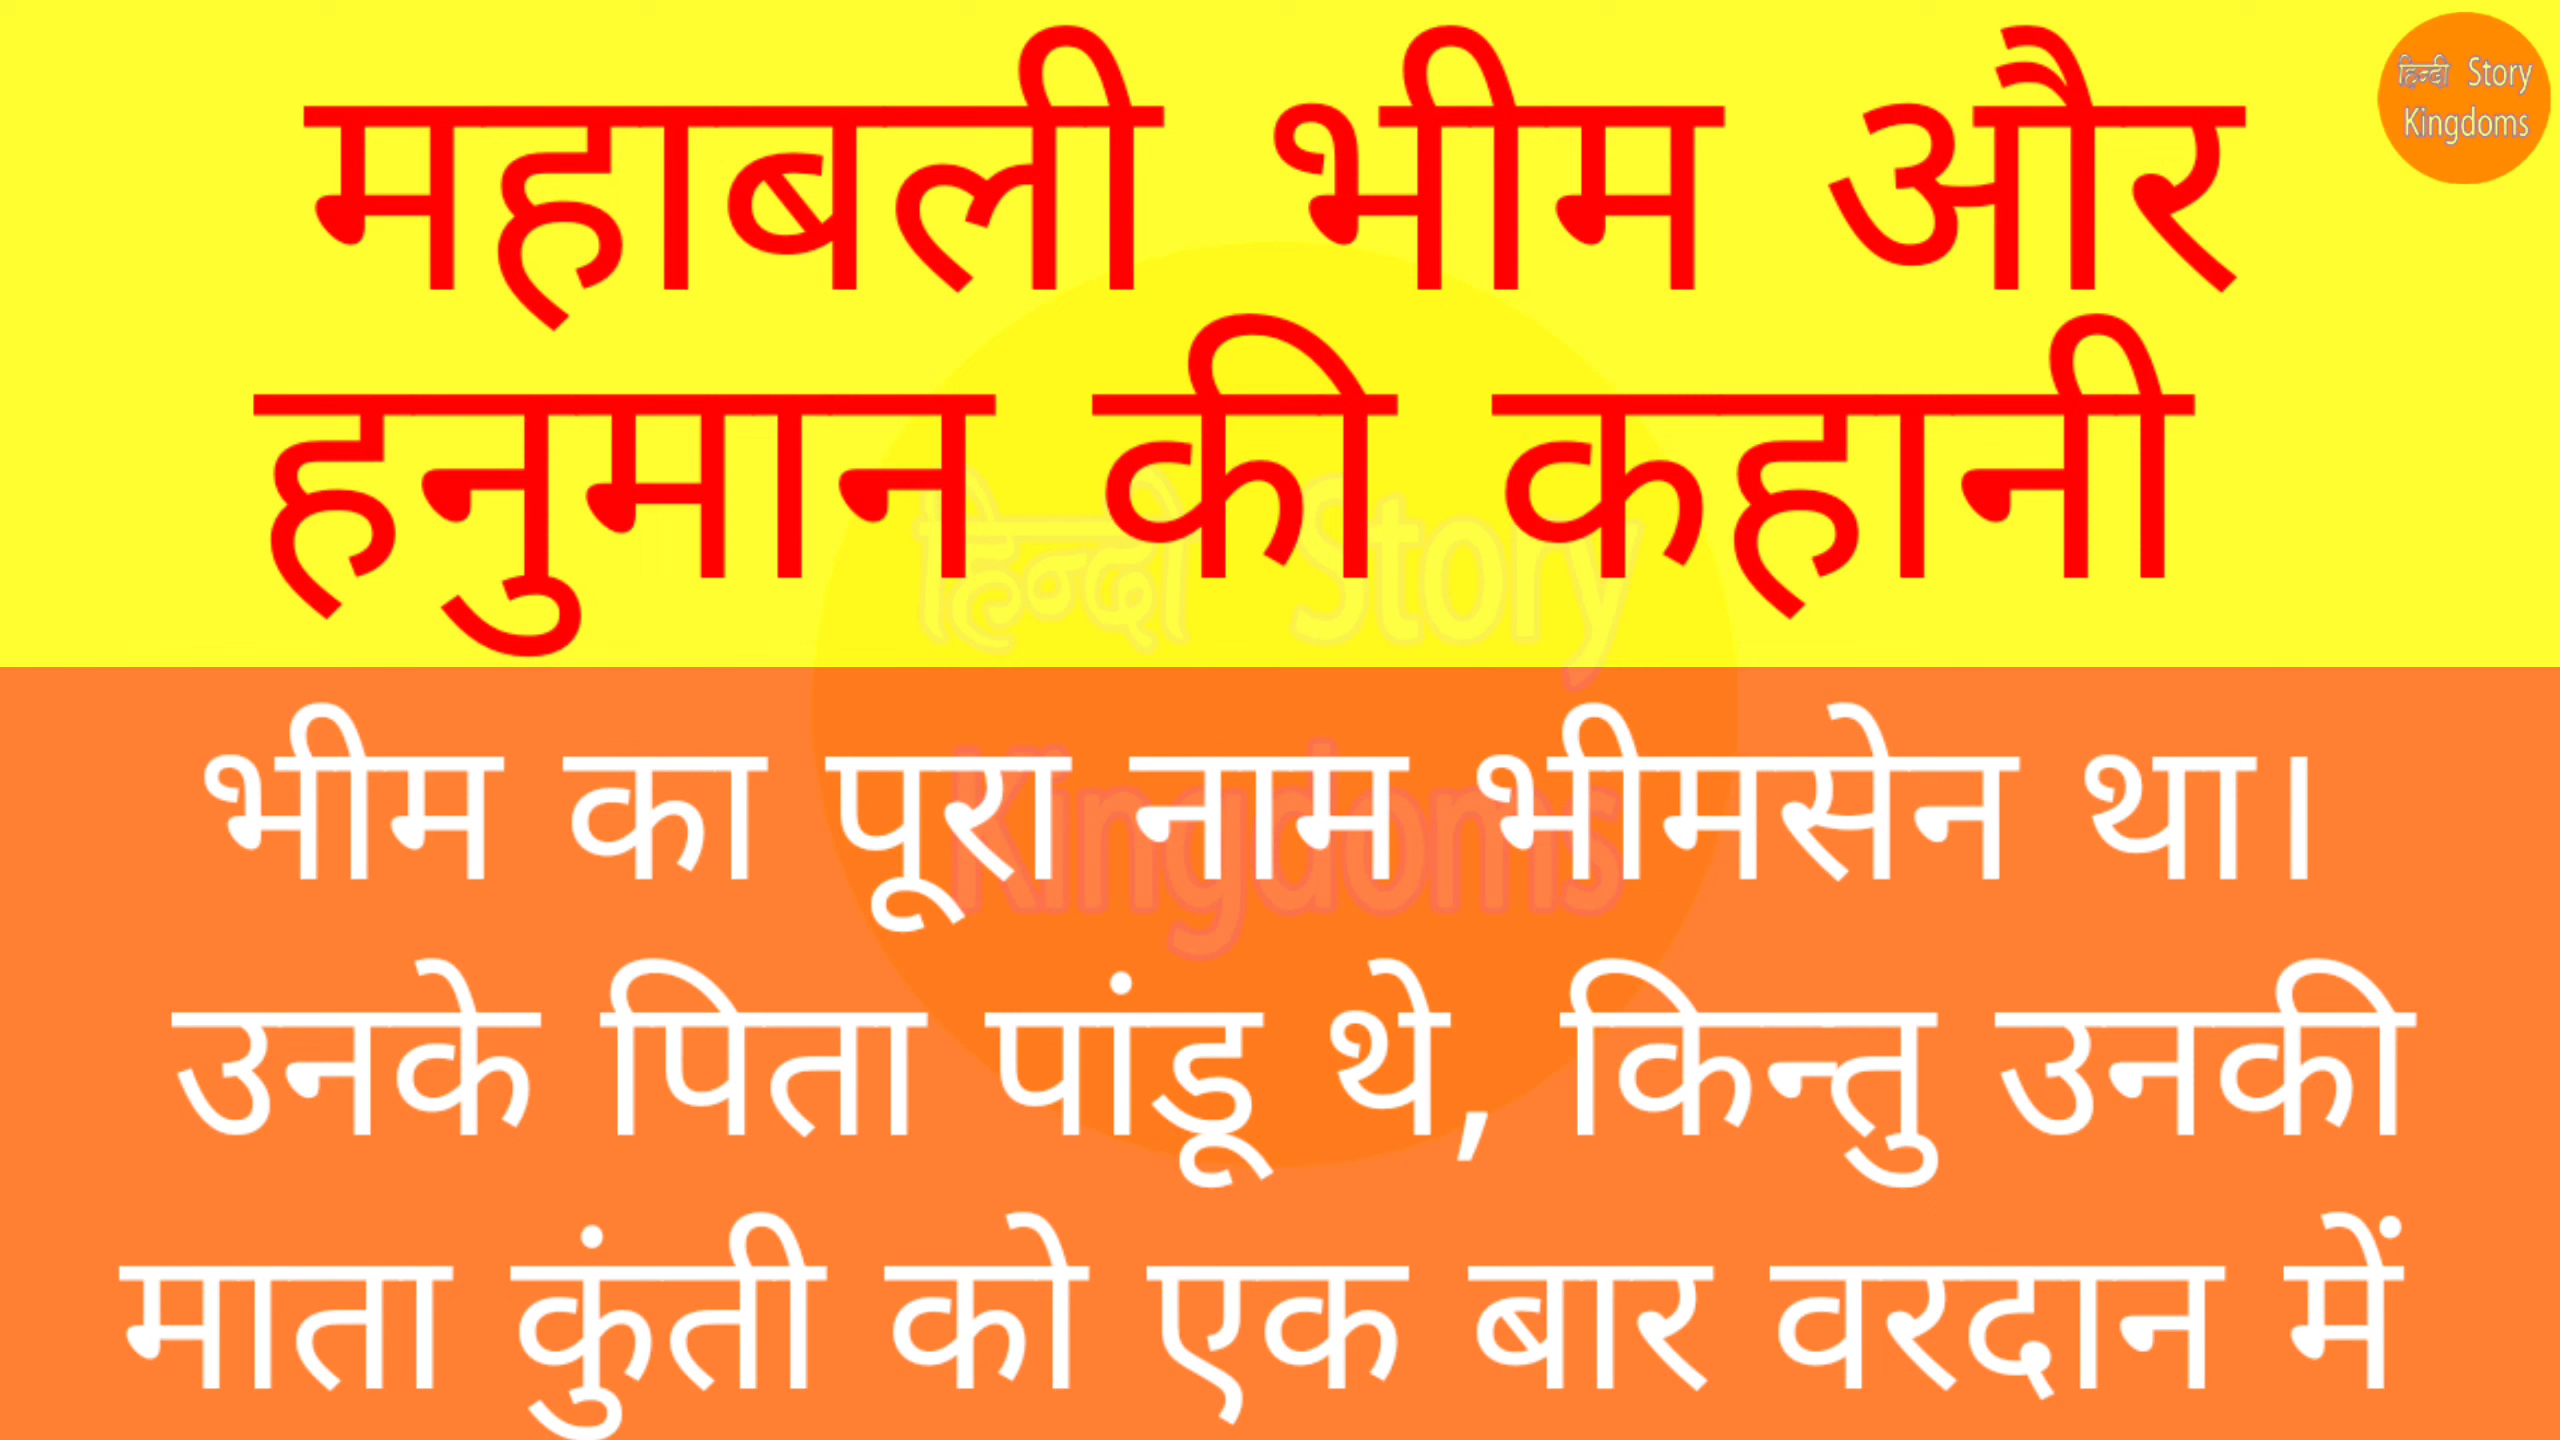 महाबली भीम और
हनुमान की कहानी
हिन्दी Story
Kingdoms
भीम का पूरा नाम भीमसेन था।
उनके पिता पांडू थे, किन्तु उनकी
माता कुंती को एक बार वरदान में
हिन्दी Story
Kingdoms